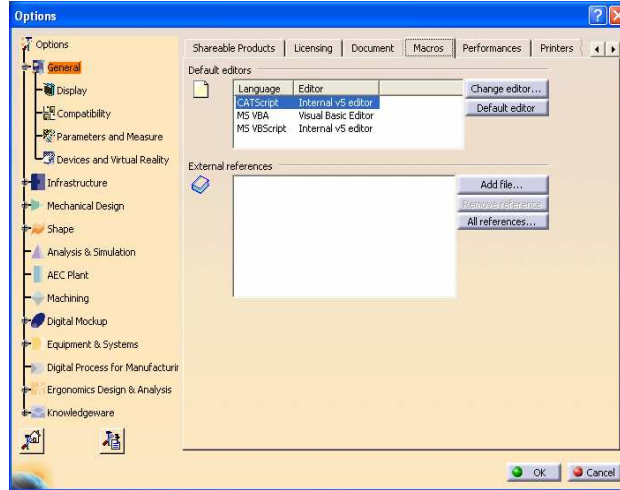 Options
Options
General
Display
Compatibility
Parameters and Measure
Devices and Virtual Reality
Infrastructure
Mechanical Design
Shape
Analysis & Simulation
AEC Plant
Machining
Digital Mockup
Equipment & Systems
Digital Process for Manufacturin
Ergonomics Design & Analysis
Knowledgeware
Shareable Products Licensing Document Macros Performances Printers
Default editors
Language Editor
CATScript Internal v5 editor
MS VBA Visual Basic Editor
MS VBScript Internal v5 editor
Change editor...
Default editor
External references
Add file...
Remove reference
All references...
OK Cancel